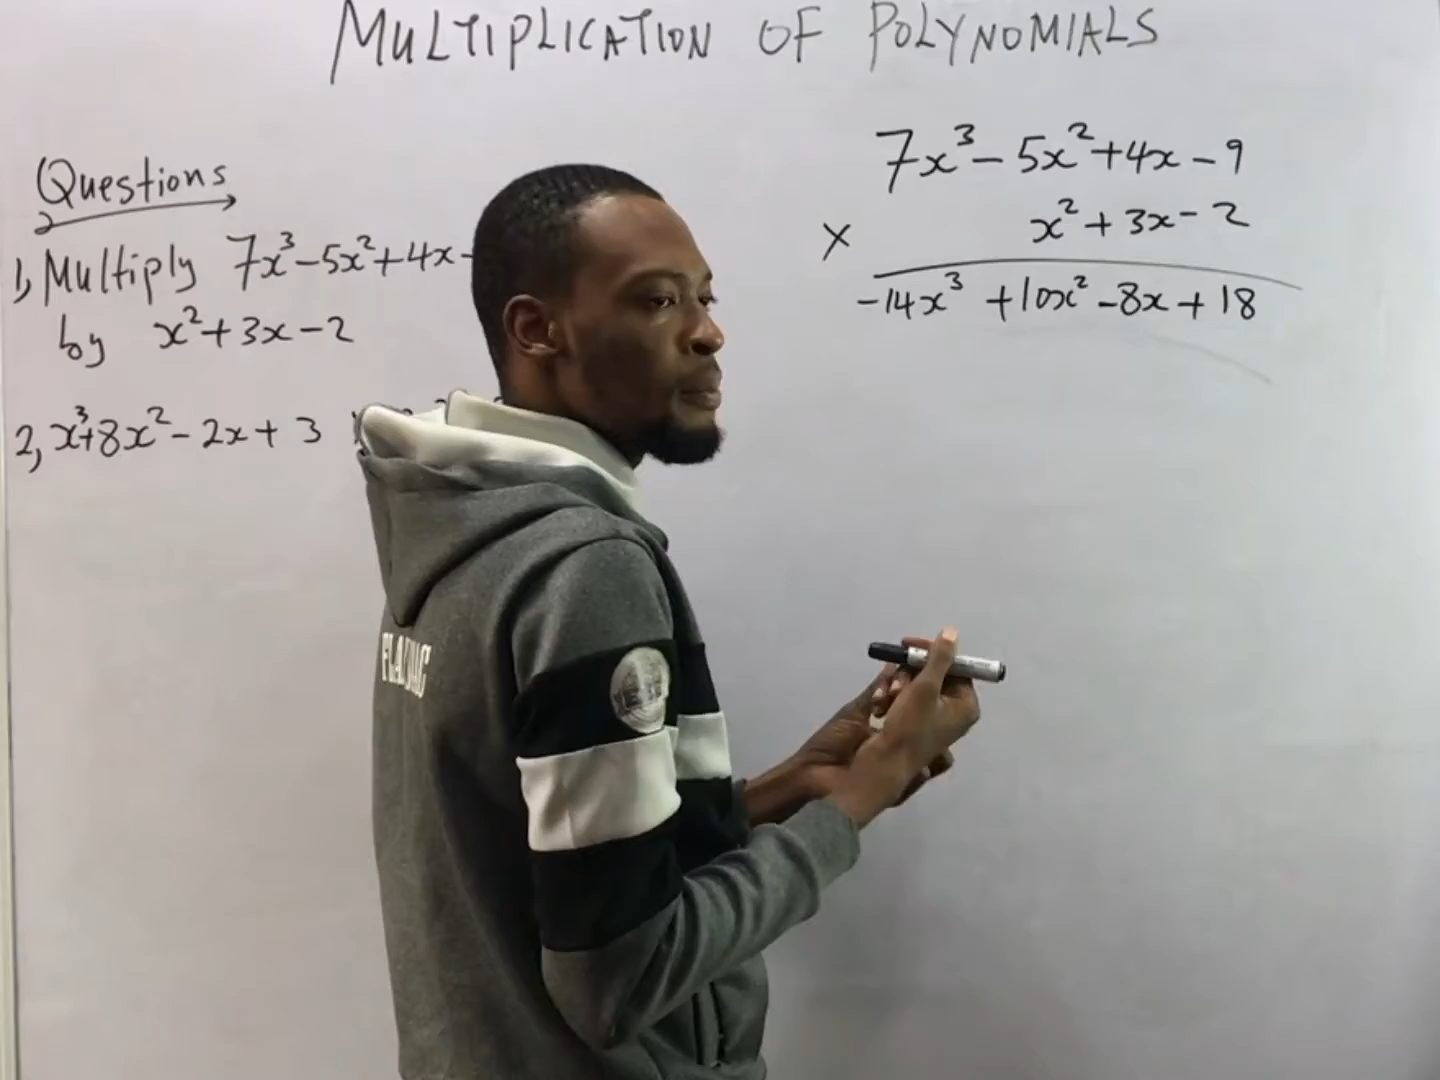 MULTIPLICATION OF POLYNOMIALS
Questions
1, Multiply 7x³-5x²+4x-
by x²+3x-2
2, x³+8x²-2x+3
7x³-5x²+4x-9
× x²+3x-2
-14x³+10x²-8x+18